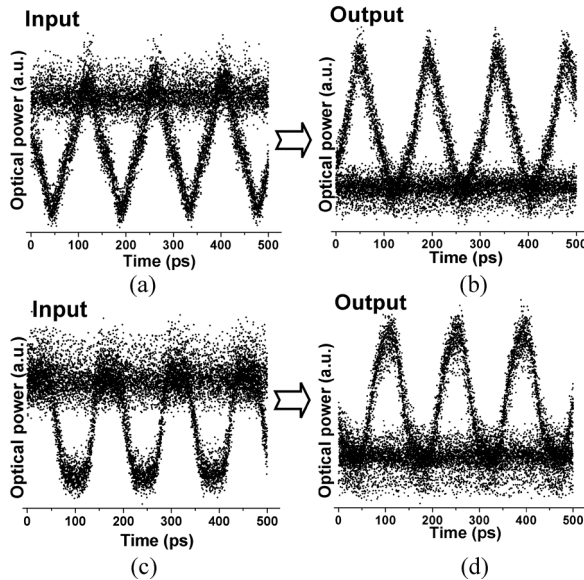 Input
Optical power (a.u.)
0 100 200 300 400 500
Time (ps)
(a)
Output
Optical power (a.u.)
0 100 200 300 400 500
Time (ps)
(b)
Input
Optical power (a.u.)
0 100 200 300 400 500
Time (ps)
(c)
Output
Optical power (a.u.)
0 100 200 300 400 500
Time (ps)
(d)